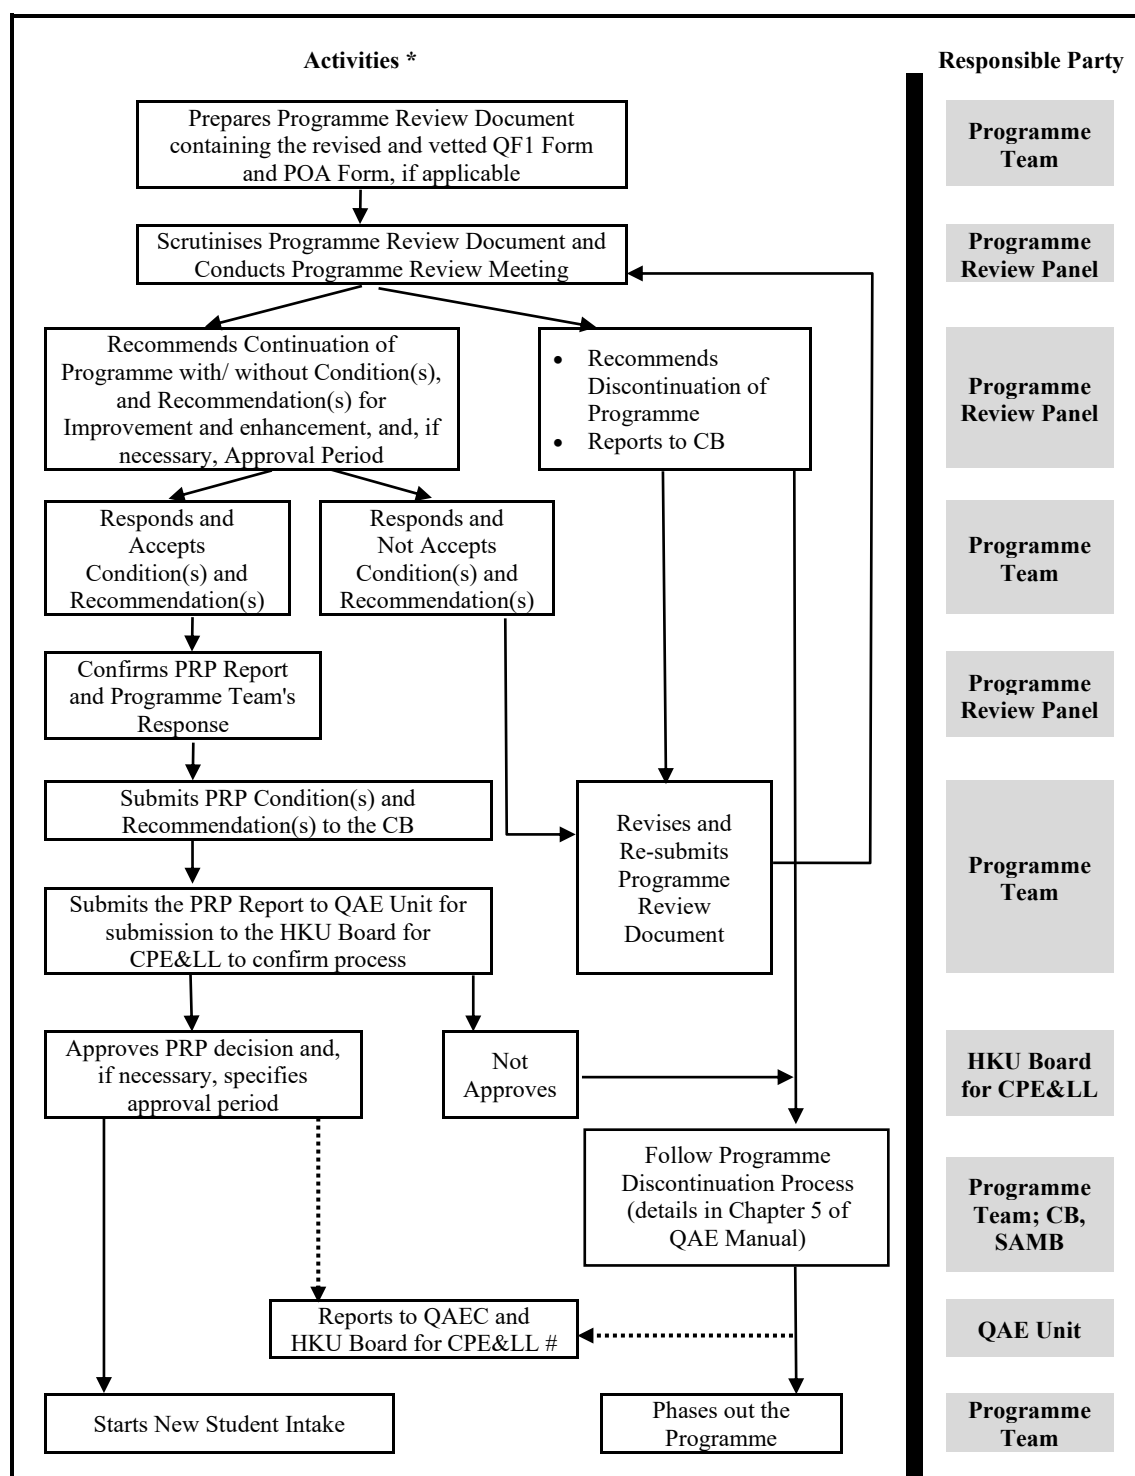 Activities *
Responsible Party
Prepares Programme Review Document
containing the revised and vetted QF1 Form
and POA Form, if applicable
Programme
Team
Scrutinises Programme Review Document and
Conducts Programme Review Meeting
Programme
Review Panel
Recommends Continuation of
Programme with/ without Condition(s),
and Recommendation(s) for
Improvement and enhancement, and, if
necessary, Approval Period
• Recommends
Discontinuation of
Programme
• Reports to CB
Programme
Review Panel
Responds and
Accepts
Condition(s) and
Recommendation(s)
Responds and
Not Accepts
Condition(s) and
Recommendation(s)
Programme
Team
Confirms PRP Report
and Programme Team's
Response
Programme
Review Panel
Submits PRP Condition(s) and
Recommendation(s) to the CB
Revises and
Re-submits
Programme
Review
Document
Programme
Team
Submits the PRP Report to QAE Unit for
submission to the HKU Board for
CPE&LL to confirm process
Approves PRP decision and,
if necessary, specifies
approval period
Not
Approves
HKU Board
for CPE&LL
Follow Programme
Discontinuation Process
(details in Chapter 5 of
QAE Manual)
Programme
Team; CB,
SAMB
Reports to QAEC and
HKU Board for CPE&LL #
QAE Unit
Starts New Student Intake
Phases out the
Programme
Programme
Team